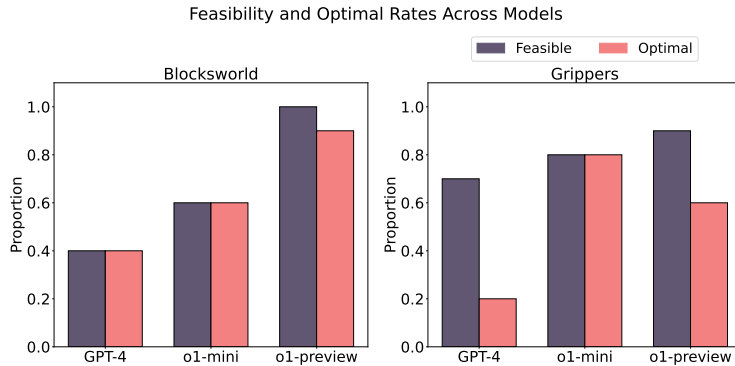 Feasibility and Optimal Rates Across Models
Feasible Optimal
Blocksworld
Proportion
1.0
0.8
0.6
0.4
0.2
0.0
GPT-4 o1-mini o1-preview
Grippers
Proportion
1.0
0.8
0.6
0.4
0.2
0.0
GPT-4 o1-mini o1-preview